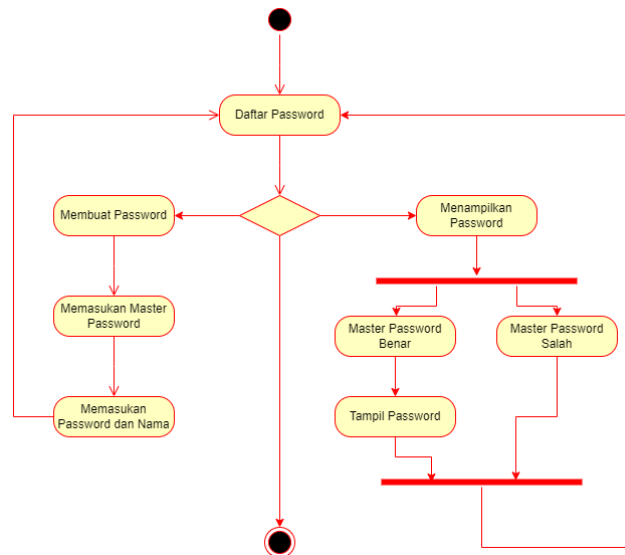 Daftar Password
Membuat Password
Menampilkan
Password
Memasukan Master
Password
Master Password
Benar
Master Password
Salah
Memasukan
Password dan Nama
Tampil Password